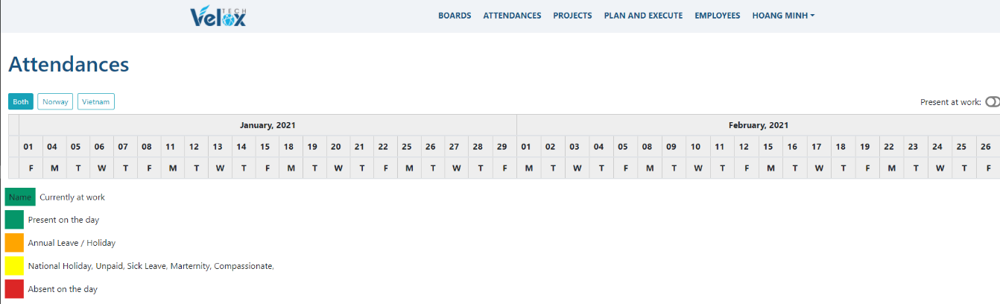 Velox TECH
BOARDS ATTENDANCES PROJECTS PLAN AND EXECUTE EMPLOYEES HOANG MINH
Attendances
Both Norway Vietnam Present at work:
January, 2021 February, 2021
01 04 05 06 07 08 11 12 13 14 15 18 19 20 21 22 25 26 27 28 29 01 02 03 04 05 08 09 10 11 12 15 16 17 18 19 22 23 24 25 26
F M T W T F M T W T F M T W T F M T W T F M T W T F M T W T F M T W T F M T W T F
Name Currently at work
Present on the day
Annual Leave / Holiday
National Holiday, Unpaid, Sick Leave, Marternity, Compassionate,
Absent on the day